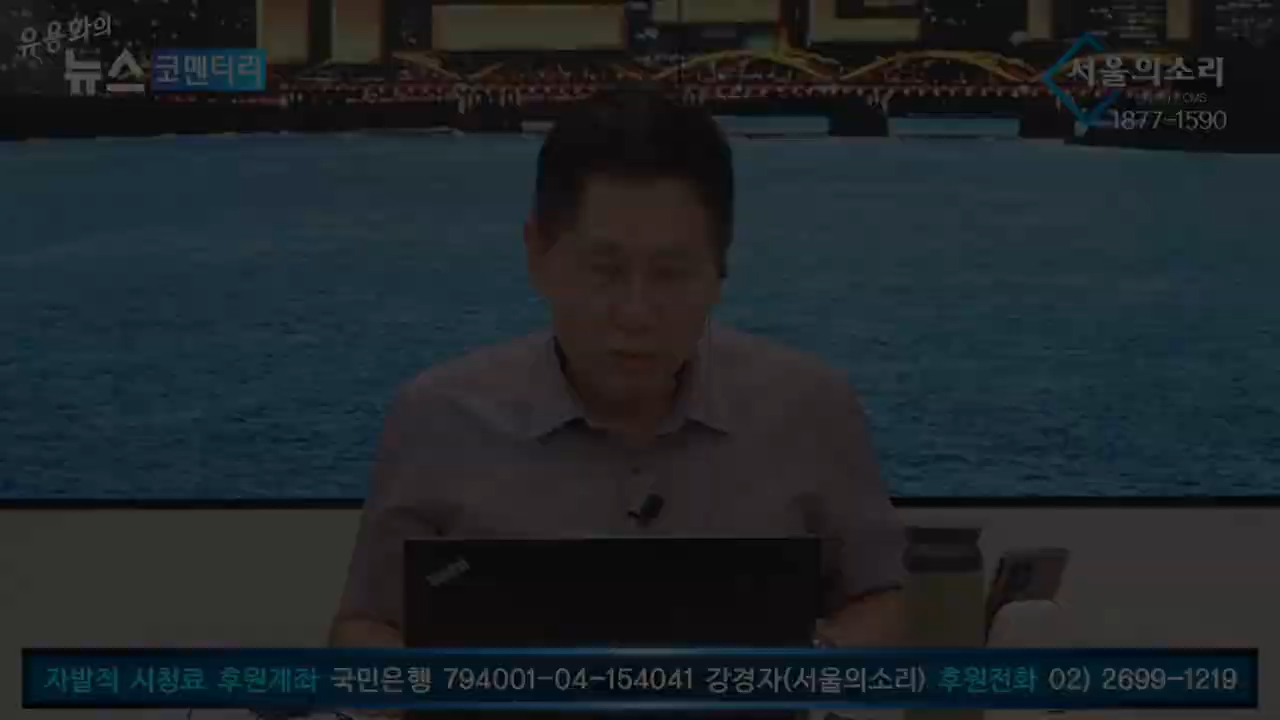 유용화의
뉴스 코멘터리
서울의소리
1877-1590
ThinkPad
자발적 시청료 후원계좌 국민은행 794001-04-154041 강경자(서울의소리) 후원전화 02) 2699-1219